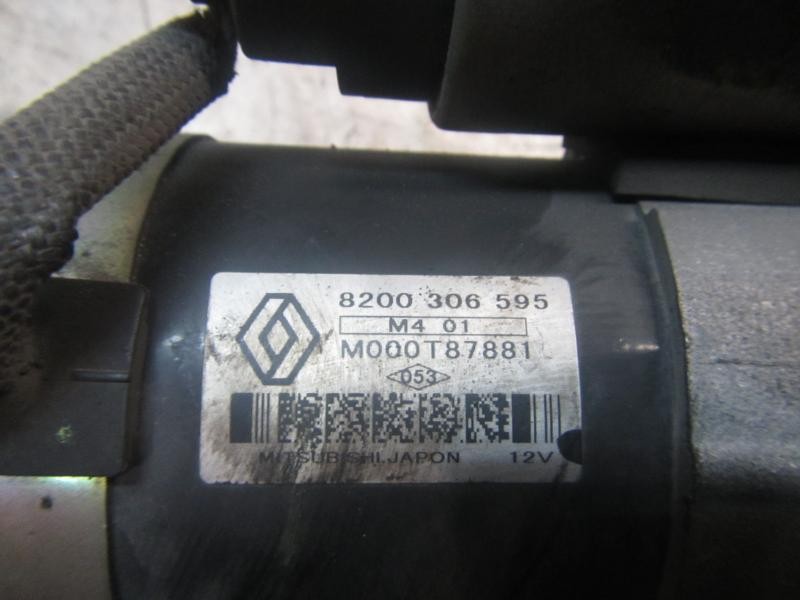 8200 306 595
M4 01
M000T87881
053
MITSUBISHI.JAPON 12V